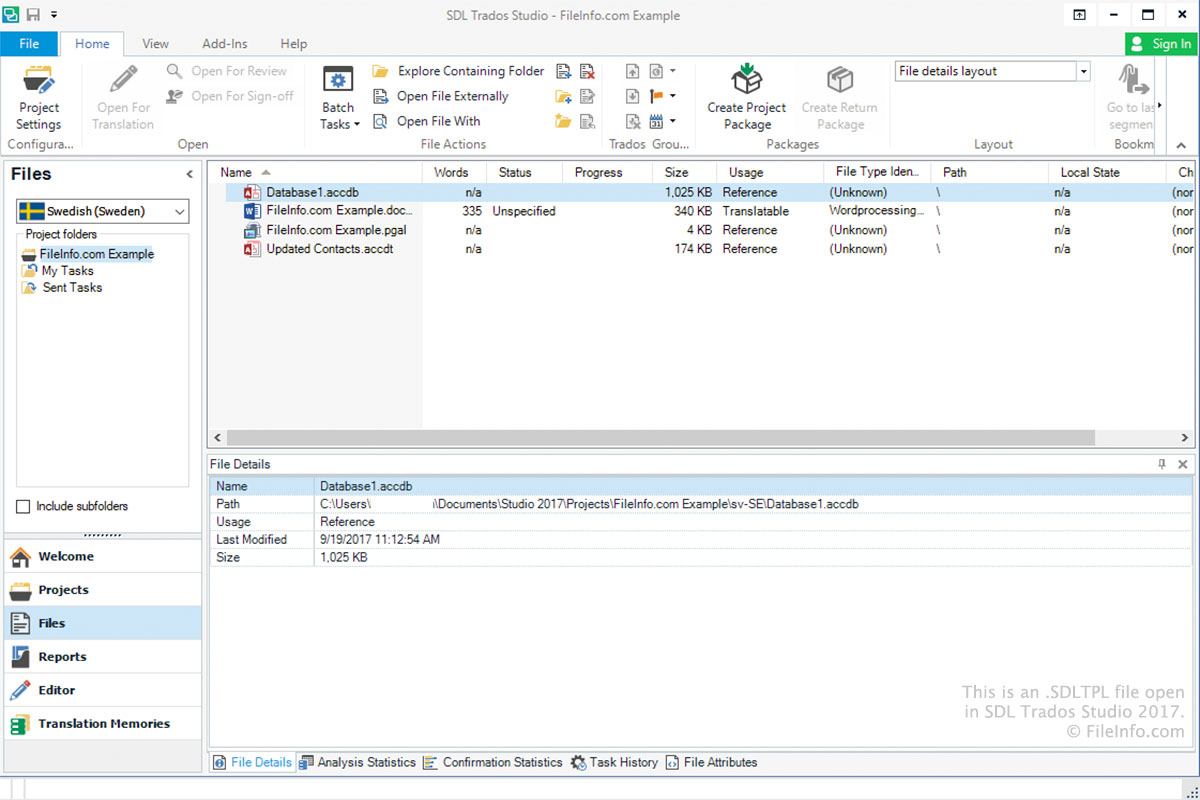 SDL Trados Studio - FileInfo.com Example
File Home View Add-Ins Help Sign In
Project Settings
Open For Translation
Open For Review
Open For Sign-off
Batch Tasks
Explore Containing Folder
Open File Externally
Open File With
31
Create Project Package
Create Return Package
File details layout
Go to las
segmen
Configura... Open File Actions Trados Grou... Packages Layout Bookm
Files
Swedish (Sweden)
Project folders
FileInfo.com Example
My Tasks
Sent Tasks
Include subfolders
Welcome
Projects
Files
Reports
Editor
Translation Memories
Name Words Status Progress Size Usage File Type Iden... Path Local State Ch
Database1.accdb n/a 1,025 KB Reference (Unknown) \ n/a (nor
FileInfo.com Example.doc... 335 Unspecified 340 KB Translatable Wordprocessing... \ n/a (nor
FileInfo.com Example.pgal n/a 4 KB Reference (Unknown) \ n/a (nor
Updated Contacts.accdt n/a 174 KB Reference (Unknown) \ n/a (nor
File Details
Name Database1.accdb
Path C:\Users\ i\Documents\Studio 2017\Projects\FileInfo.com Example\sv-SE\Database1.accdb
Usage Reference
Last Modified 9/19/2017 11:12:54 AM
Size 1,025 KB
This is an .SDLTPL file open
in SDL Trados Studio 2017.
© FileInfo.com
File Details Analysis Statistics Confirmation Statistics Task History File Attributes